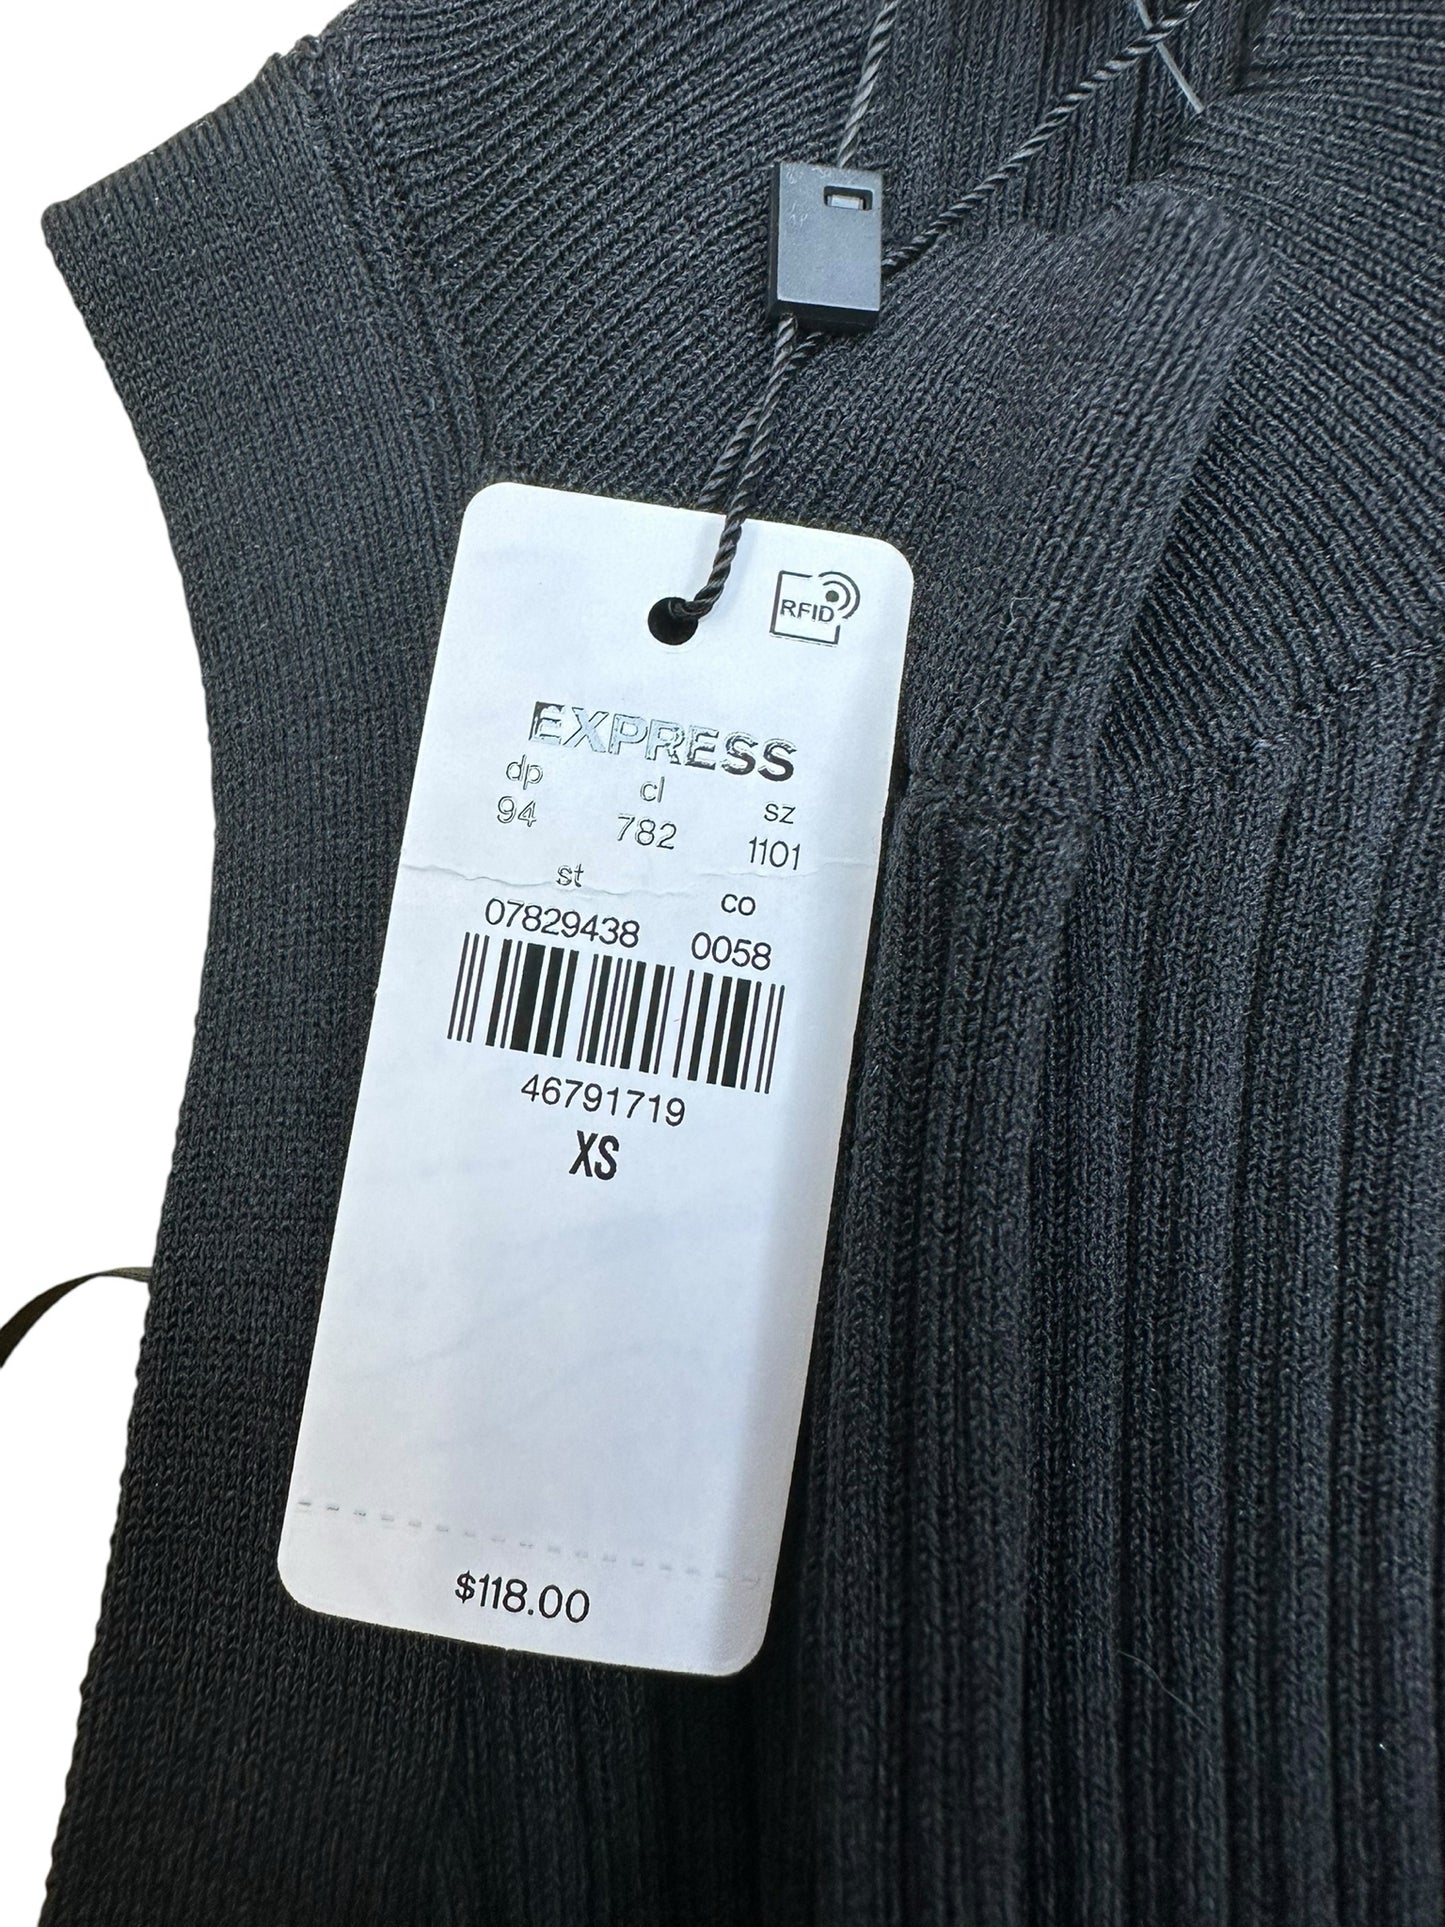 RFID
EXPRESS
dp cl sz
94 782 1101
st co
07829438 0058
46791719
XS
$118.00